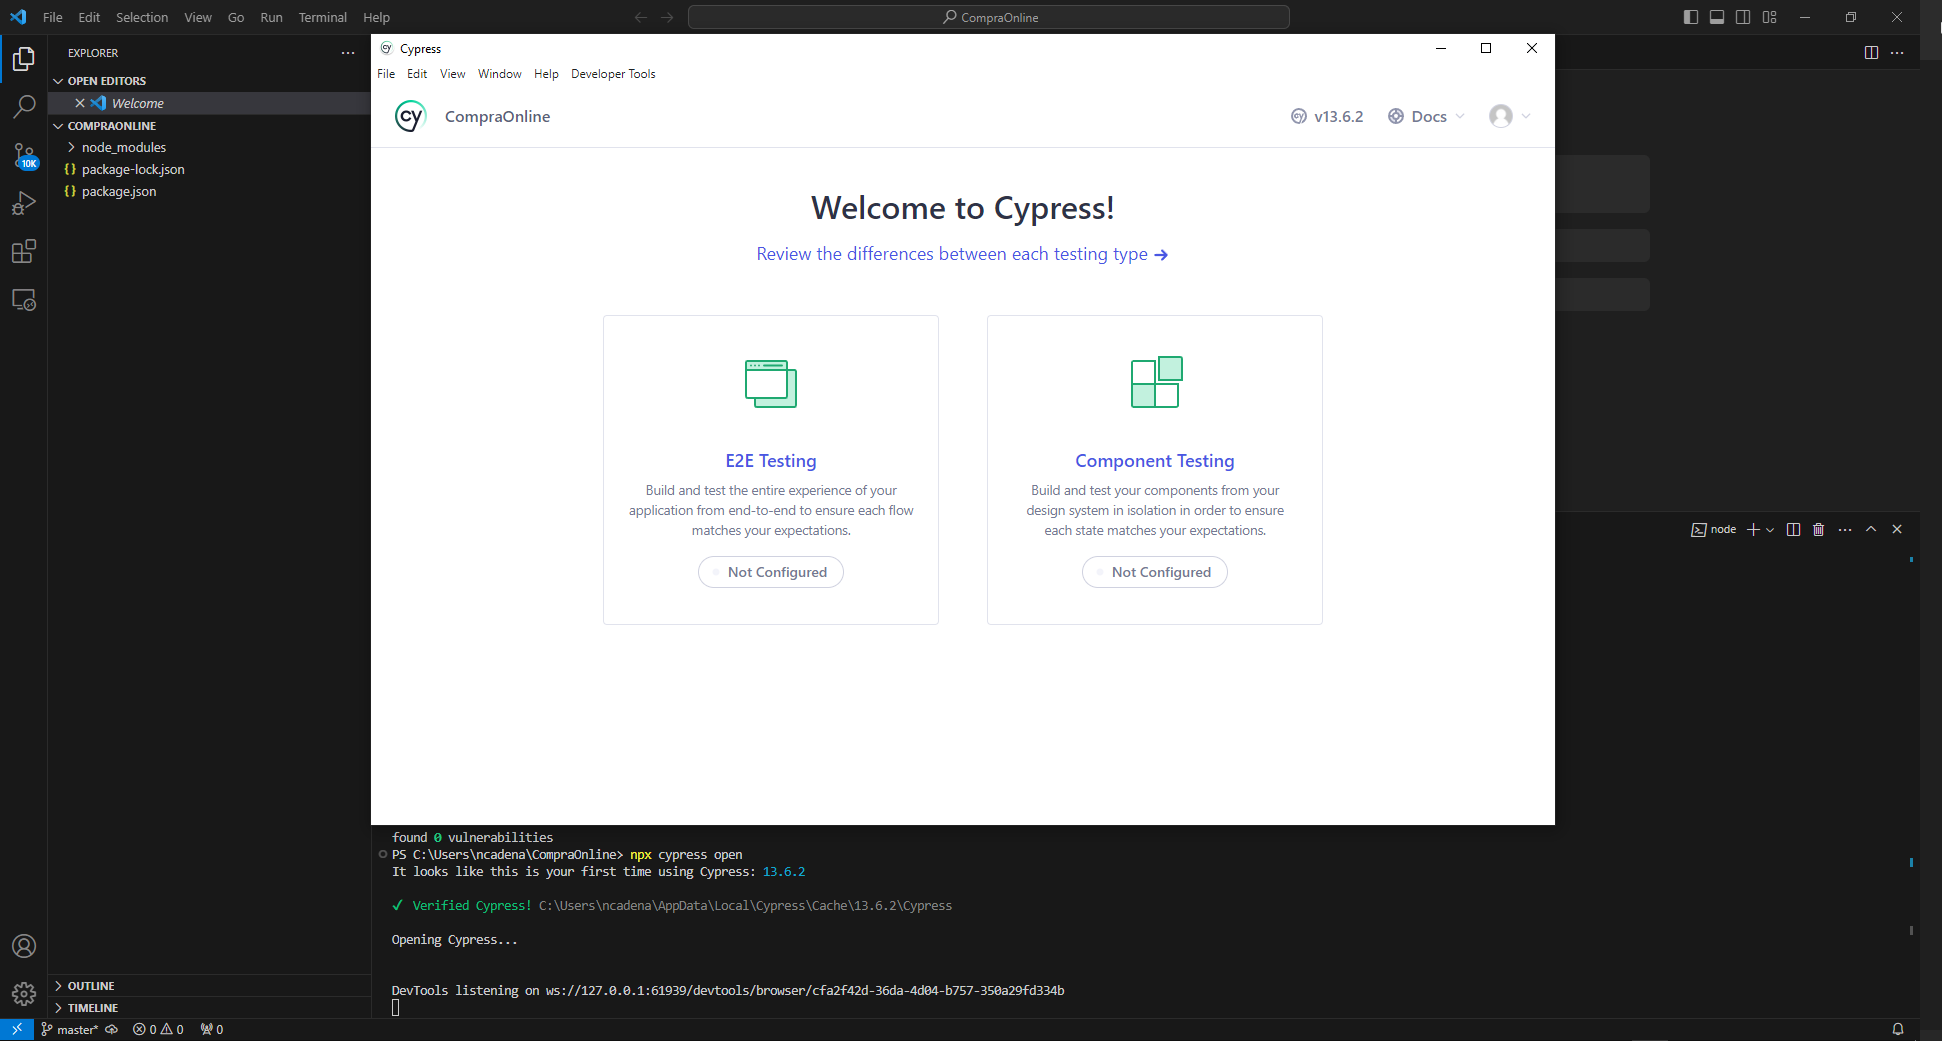 File Edit Selection View Go Run Terminal Help
CompraOnline
EXPLORER
OPEN EDITORS
Welcome
COMPRAONLINE
node_modules
package-lock.json
package.json
10K
OUTLINE
TIMELINE
Cypress
File Edit View Window Help Developer Tools
cy CompraOnline
cy v13.6.2 Docs
Welcome to Cypress!
Review the differences between each testing type →
E2E Testing
Build and test the entire experience of your
application from end-to-end to ensure each flow
matches your expectations.
Not Configured
Component Testing
Build and test your components from your
design system in isolation in order to ensure
each state matches your expectations.
Not Configured
node
found 0 vulnerabilities
PS C:\Users\ncadena\CompraOnline> npx cypress open
It looks like this is your first time using Cypress: 13.6.2
✓ Verified Cypress! C:\Users\ncadena\AppData\Local\Cypress\Cache\13.6.2\Cypress
Opening Cypress...
DevTools listening on ws://127.0.0.1:61939/devtools/browser/cfa2f42d-36da-4d04-b757-350a29fd334b
master* 0 0 0